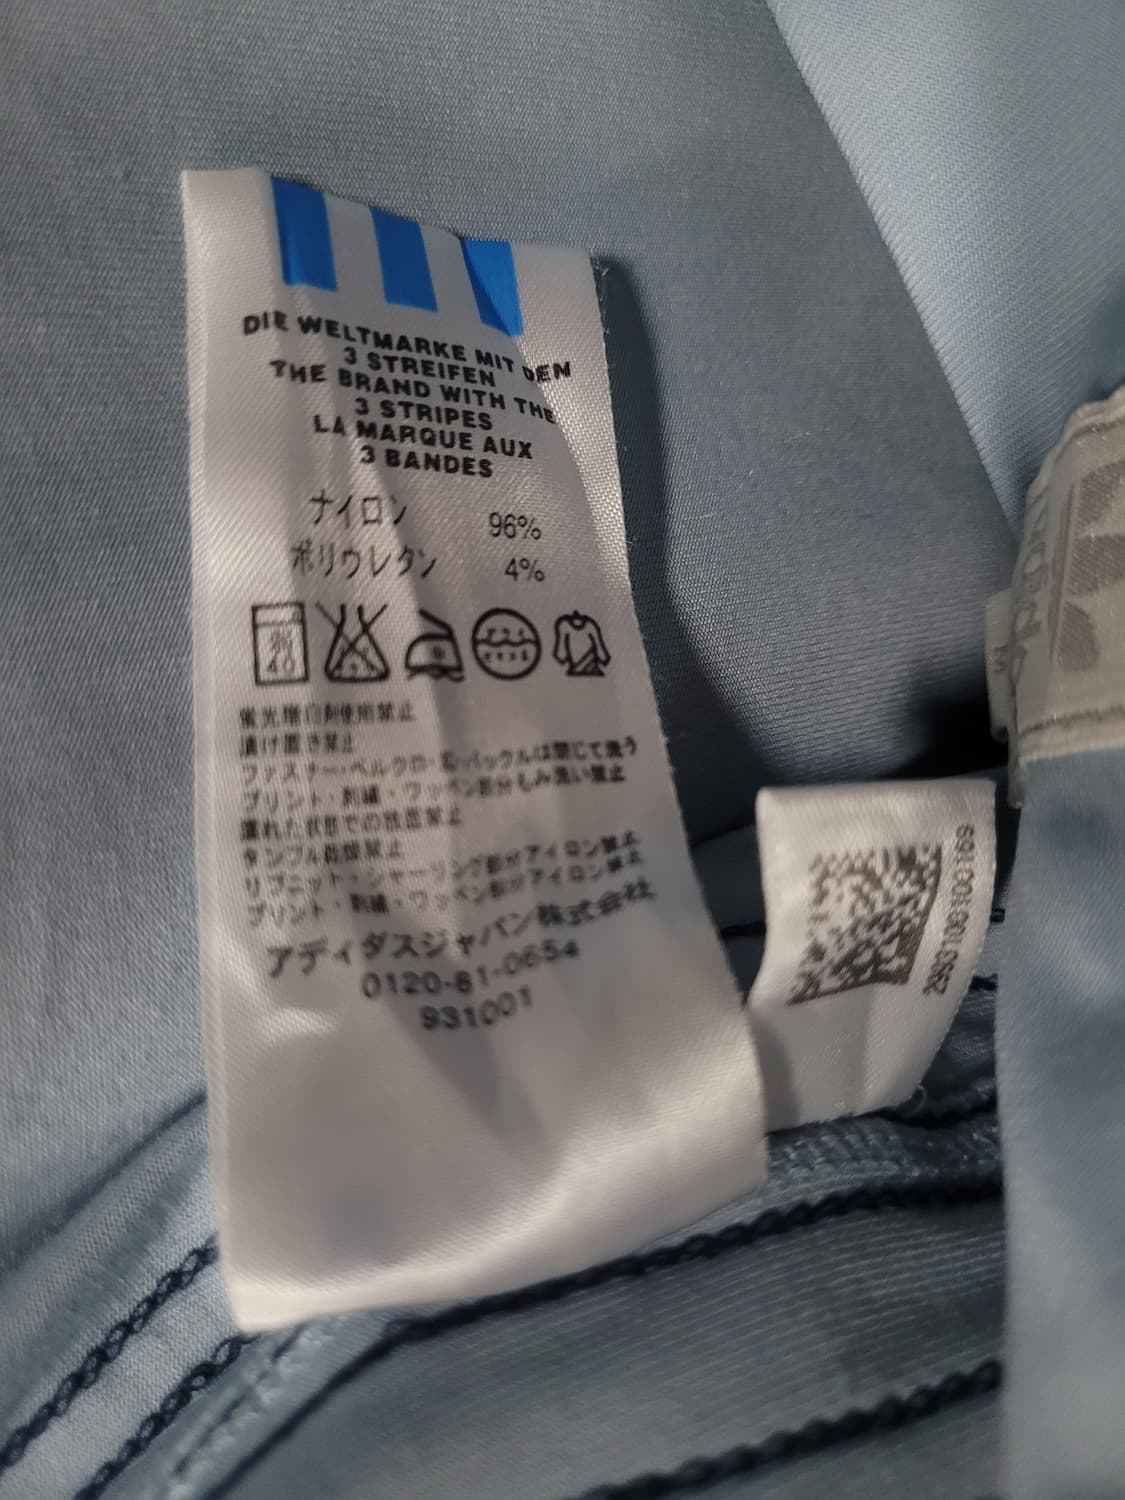 DIE WELTMARKE MIT DEN
3 STREIFEN
THE BRAND WITH THE
3 STRIPES
LA MARQUE AUX
3 BANDES
ナイロン 96%
ポリウレタン 4%
40
蛍光増白剤使用禁止
漬け置き禁止
ファスナー・ベルクロ・バックルは閉じて洗う
プリント・刺繍・ワッペン部分もみ洗い禁止
濡れた状態での放置禁止
タンブル乾燥禁止
リブニット・シャーリング部分アイロン禁止
プリント・刺繍・ワッペン部分アイロン禁止
アディダスジャパン株式会社
0120-81-0654
931001